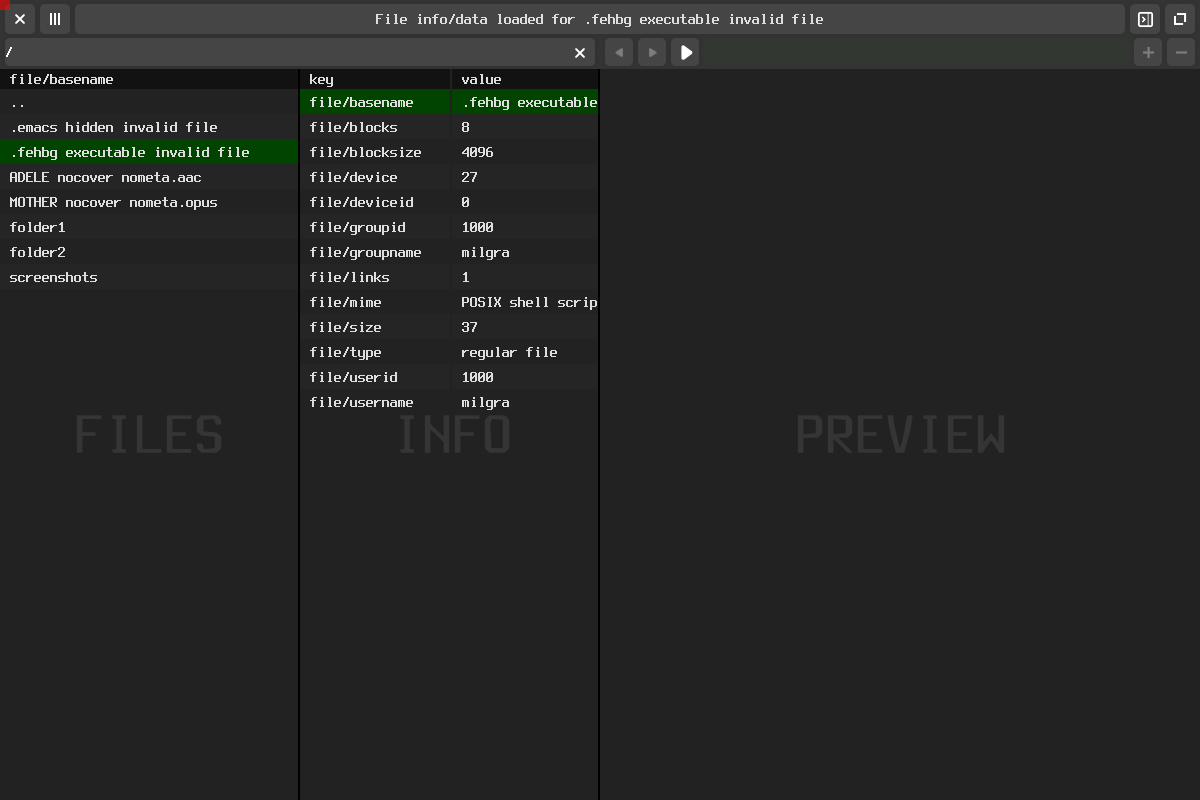 File info/data loaded for .fehbg executable invalid file
/
file/basename
..
.emacs hidden invalid file
.fehbg executable invalid file
ADELE nocover nometa.aac
MOTHER nocover nometa.opus
folder1
folder2
screenshots
FILES
key value
file/basename .fehbg executable
file/blocks 8
file/blocksize 4096
file/device 27
file/deviceid 0
file/groupid 1000
file/groupname milgra
file/links 1
file/mime POSIX shell scrip
file/size 37
file/type regular file
file/userid 1000
file/username milgra
INFO
PREVIEW